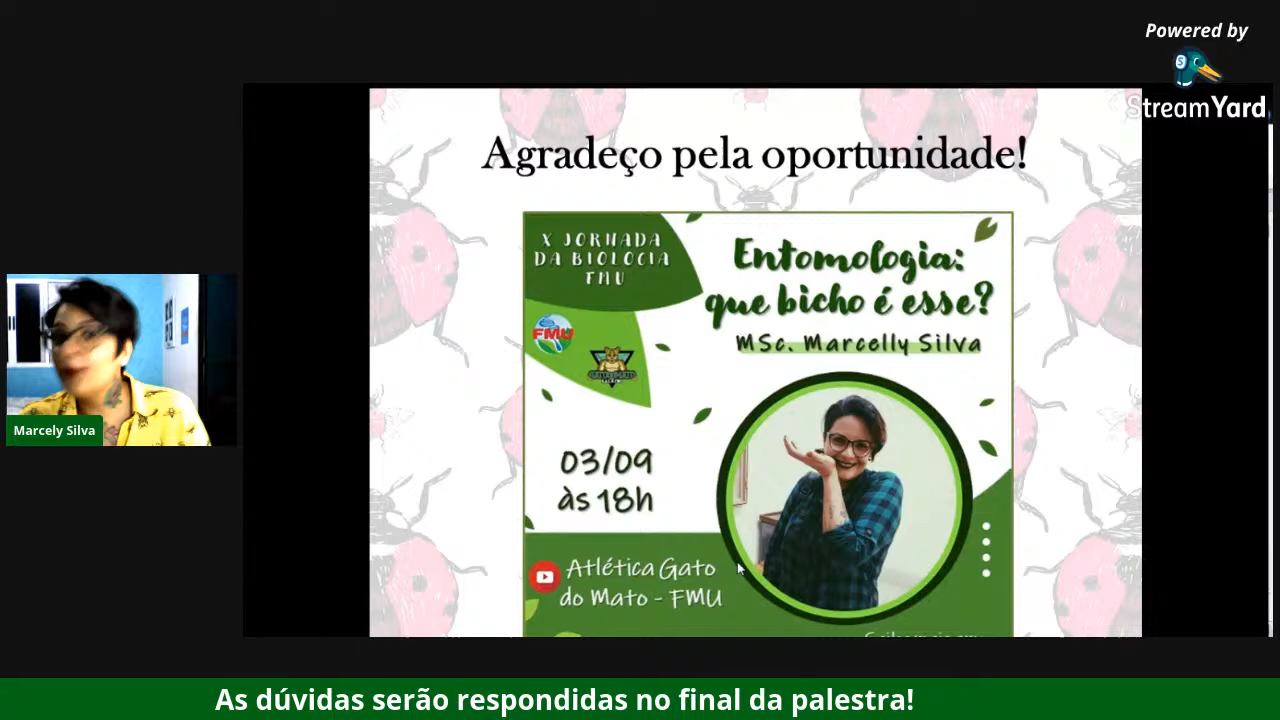 Powered by
StreamYard
Agradeço pela oportunidade!
X JORNADA
DA BIOLOGIA
FMU
Entomologia:
que bicho é esse?
MSc. Marcelly Silva
FMU
03/09
às 18h
Marcely Silva
Atlética Gato
do Mato - FMU
As dúvidas serão respondidas no final da palestra!